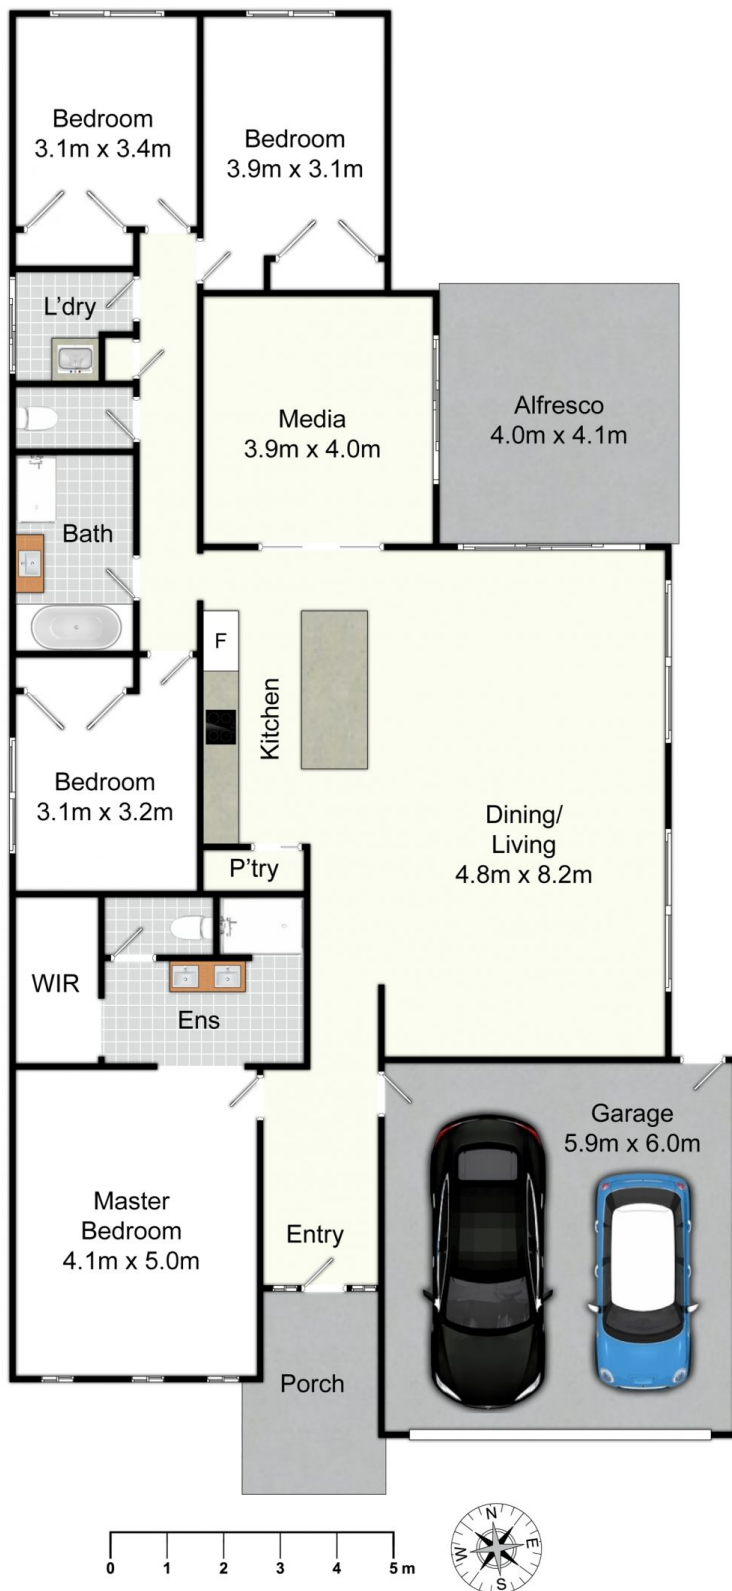 Bedroom
3.1m x 3.4m
Bedroom
3.9m x 3.1m
L'dry
Media
3.9m x 4.0m
Alfresco
4.0m x 4.1m
Bath
F
Kitchen
Bedroom
3.1m x 3.2m
Dining/
Living
4.8m x 8.2m
P'try
WIR
Ens
Garage
5.9m x 6.0m
Master
Bedroom
4.1m x 5.0m
Entry
Porch
0 1 2 3 4 5 m
N
E
S
W